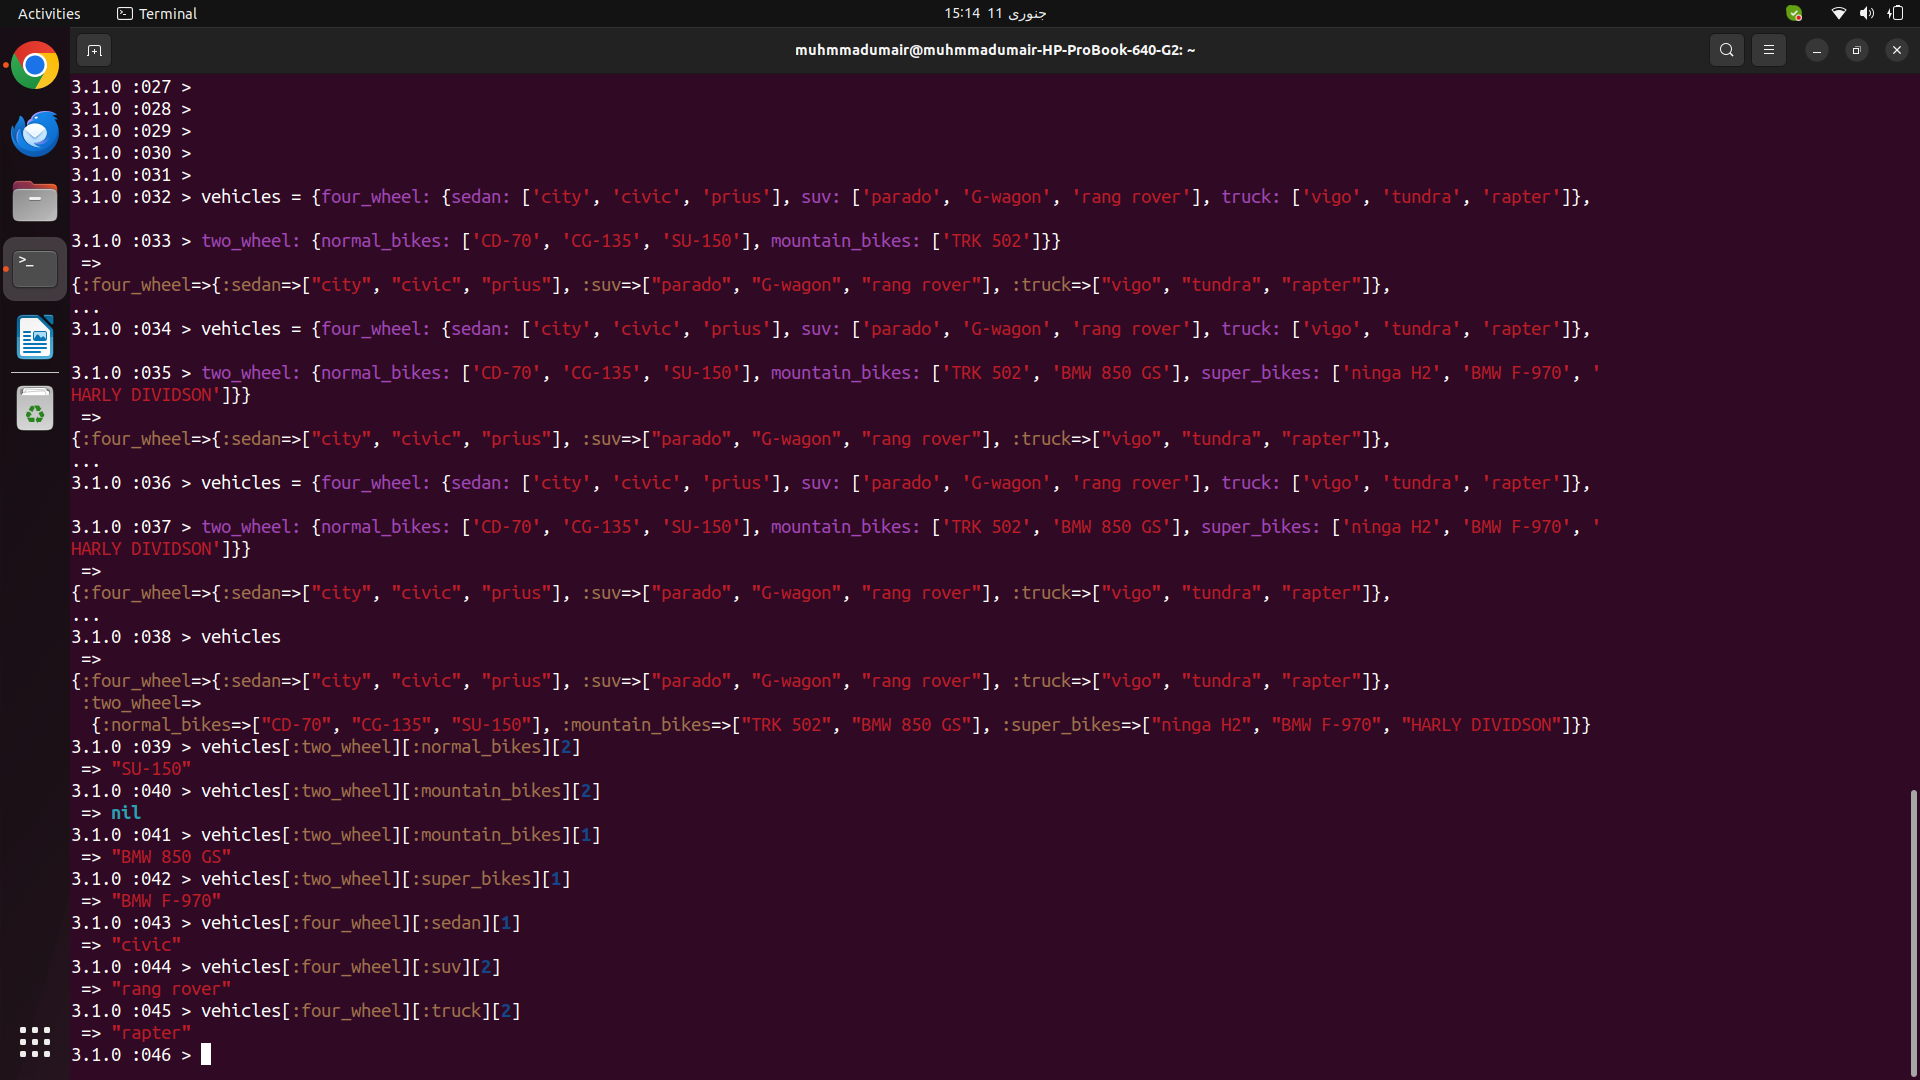 Activities
Terminal
15:14 11 جنوری
muhmmadumair@muhmmadumair-HP-ProBook-640-G2: ~
3.1.0 :027 >
3.1.0 :028 >
3.1.0 :029 >
3.1.0 :030 >
3.1.0 :031 >
3.1.0 :032 > vehicles = {four_wheel: {sedan: ['city', 'civic', 'prius'], suv: ['parado', 'G-wagon', 'rang rover'], truck: ['vigo', 'tundra', 'rapter']},
3.1.0 :033 > two_wheel: {normal_bikes: ['CD-70', 'CG-135', 'SU-150'], mountain_bikes: ['TRK 502']}}
=>
{:four_wheel=>{:sedan=>["city", "civic", "prius"], :suv=>["parado", "G-wagon", "rang rover"], :truck=>["vigo", "tundra", "rapter"]},
...
3.1.0 :034 > vehicles = {four_wheel: {sedan: ['city', 'civic', 'prius'], suv: ['parado', 'G-wagon', 'rang rover'], truck: ['vigo', 'tundra', 'rapter']},
3.1.0 :035 > two_wheel: {normal_bikes: ['CD-70', 'CG-135', 'SU-150'], mountain_bikes: ['TRK 502', 'BMW 850 GS'], super_bikes: ['ninga H2', 'BMW F-970', '
HARLY DIVIDSON']}}
=>
{:four_wheel=>{:sedan=>["city", "civic", "prius"], :suv=>["parado", "G-wagon", "rang rover"], :truck=>["vigo", "tundra", "rapter"]},
...
3.1.0 :036 > vehicles = {four_wheel: {sedan: ['city', 'civic', 'prius'], suv: ['parado', 'G-wagon', 'rang rover'], truck: ['vigo', 'tundra', 'rapter']},
3.1.0 :037 > two_wheel: {normal_bikes: ['CD-70', 'CG-135', 'SU-150'], mountain_bikes: ['TRK 502', 'BMW 850 GS'], super_bikes: ['ninga H2', 'BMW F-970', '
HARLY DIVIDSON']}}
=>
{:four_wheel=>{:sedan=>["city", "civic", "prius"], :suv=>["parado", "G-wagon", "rang rover"], :truck=>["vigo", "tundra", "rapter"]},
...
3.1.0 :038 > vehicles
=>
{:four_wheel=>{:sedan=>["city", "civic", "prius"], :suv=>["parado", "G-wagon", "rang rover"], :truck=>["vigo", "tundra", "rapter"]},
:two_wheel=>
{:normal_bikes=>["CD-70", "CG-135", "SU-150"], :mountain_bikes=>["TRK 502", "BMW 850 GS"], :super_bikes=>["ninga H2", "BMW F-970", "HARLY DIVIDSON"]}}
3.1.0 :039 > vehicles[:two_wheel][:normal_bikes][2]
=> "SU-150"
3.1.0 :040 > vehicles[:two_wheel][:mountain_bikes][2]
=> nil
3.1.0 :041 > vehicles[:two_wheel][:mountain_bikes][1]
=> "BMW 850 GS"
3.1.0 :042 > vehicles[:two_wheel][:super_bikes][1]
=> "BMW F-970"
3.1.0 :043 > vehicles[:four_wheel][:sedan][1]
=> "civic"
3.1.0 :044 > vehicles[:four_wheel][:suv][2]
=> "rang rover"
3.1.0 :045 > vehicles[:four_wheel][:truck][2]
=> "rapter"
3.1.0 :046 >